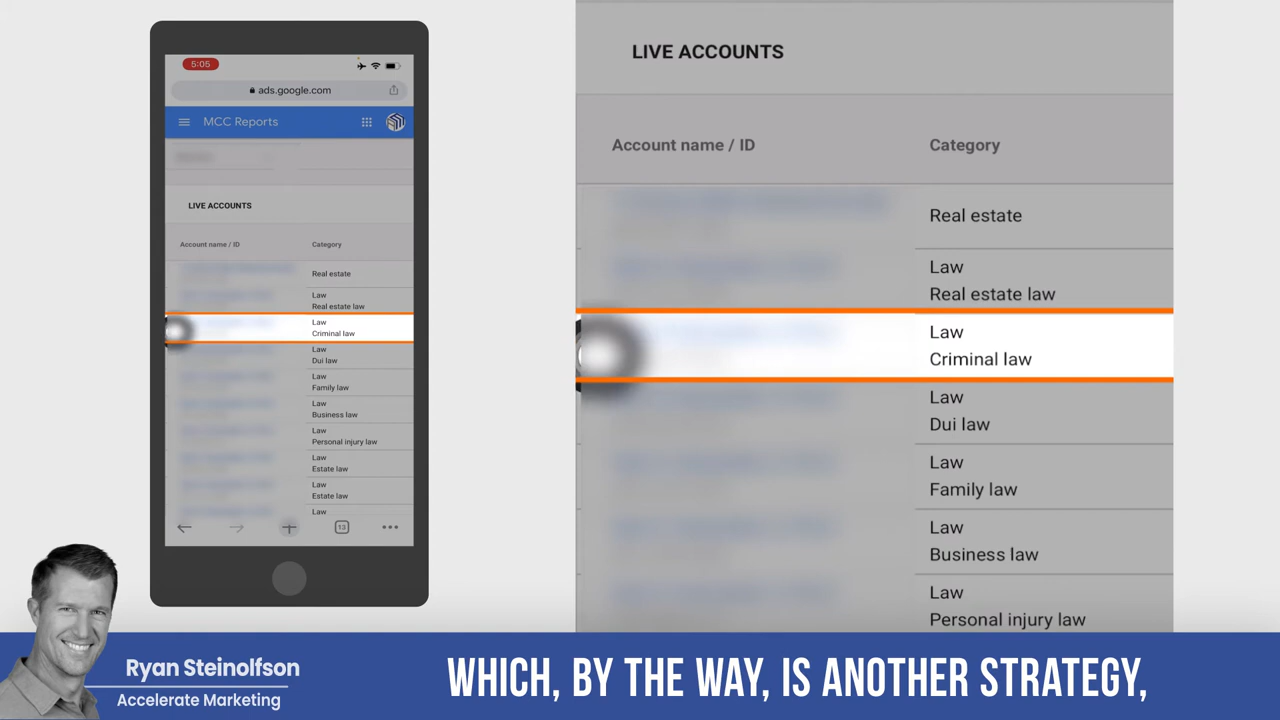 5:05
ads.google.com
MCC Reports
LIVE ACCOUNTS
Account name / ID Category
Real estate
Law
Real estate law
Law
Criminal law
Law
Dui law
Law
Family law
Law
Business law
Law
Personal injury law
Law
Estate law
Law
Estate law
Law
13
LIVE ACCOUNTS
Account name / ID Category
Real estate
Law
Real estate law
Law
Criminal law
Law
Dui law
Law
Family law
Law
Business law
Law
Personal injury law
Ryan Steinolfson
Accelerate Marketing
WHICH, BY THE WAY, IS ANOTHER STRATEGY,